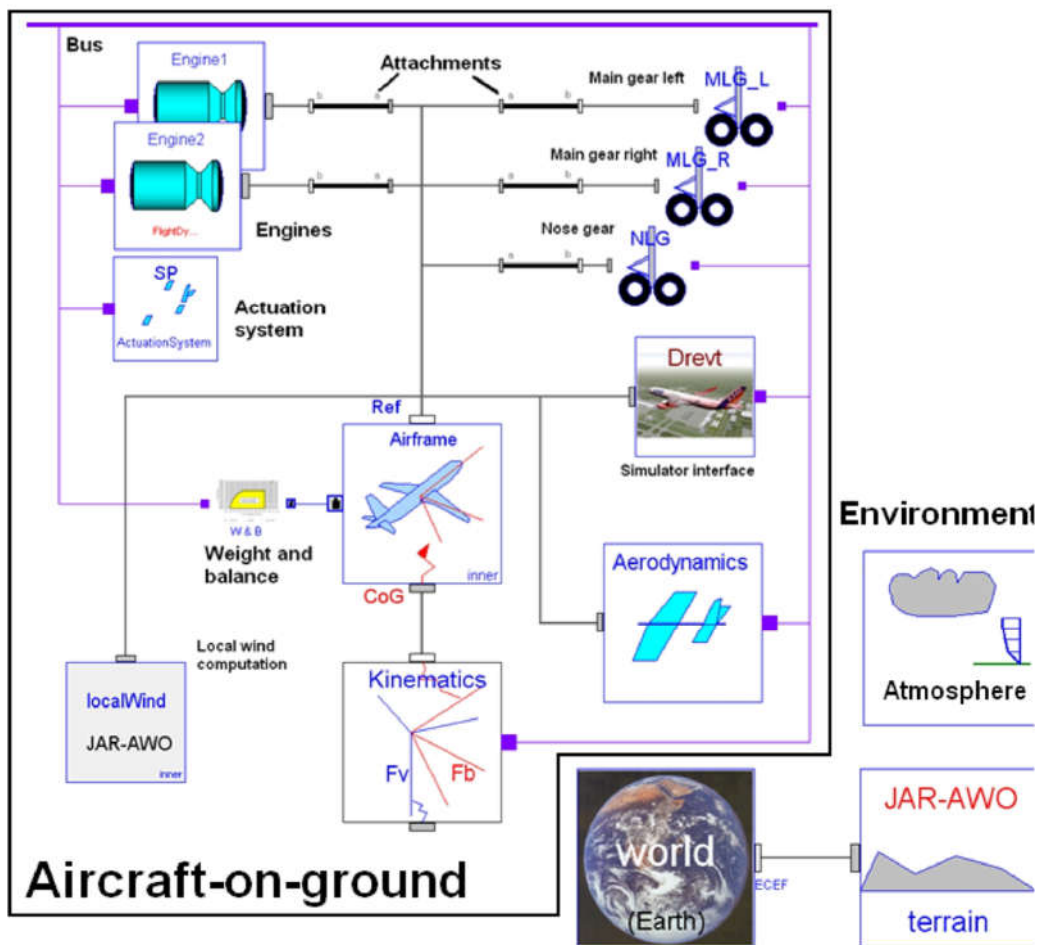 Bus
Engine1
Attachments
b
a
a
b
Main gear left
MLG_L
Engine2
FlightDy...
Engines
b
a
a
b
Main gear right
MLG_R
Nose gear
a
b
NLG
SP
ActuationSystem
Actuation
system
Drevt
Simulator interface
Ref
Airframe
inner
CoG
W & B
Weight and
balance
Environment
Aerodynamics
Atmosphere
Local wind
computation
localWind
JAR-AWO
inner
Kinematics
Fv
Fb
Aircraft-on-ground
world
(Earth)
ECEF
JAR-AWO
terrain